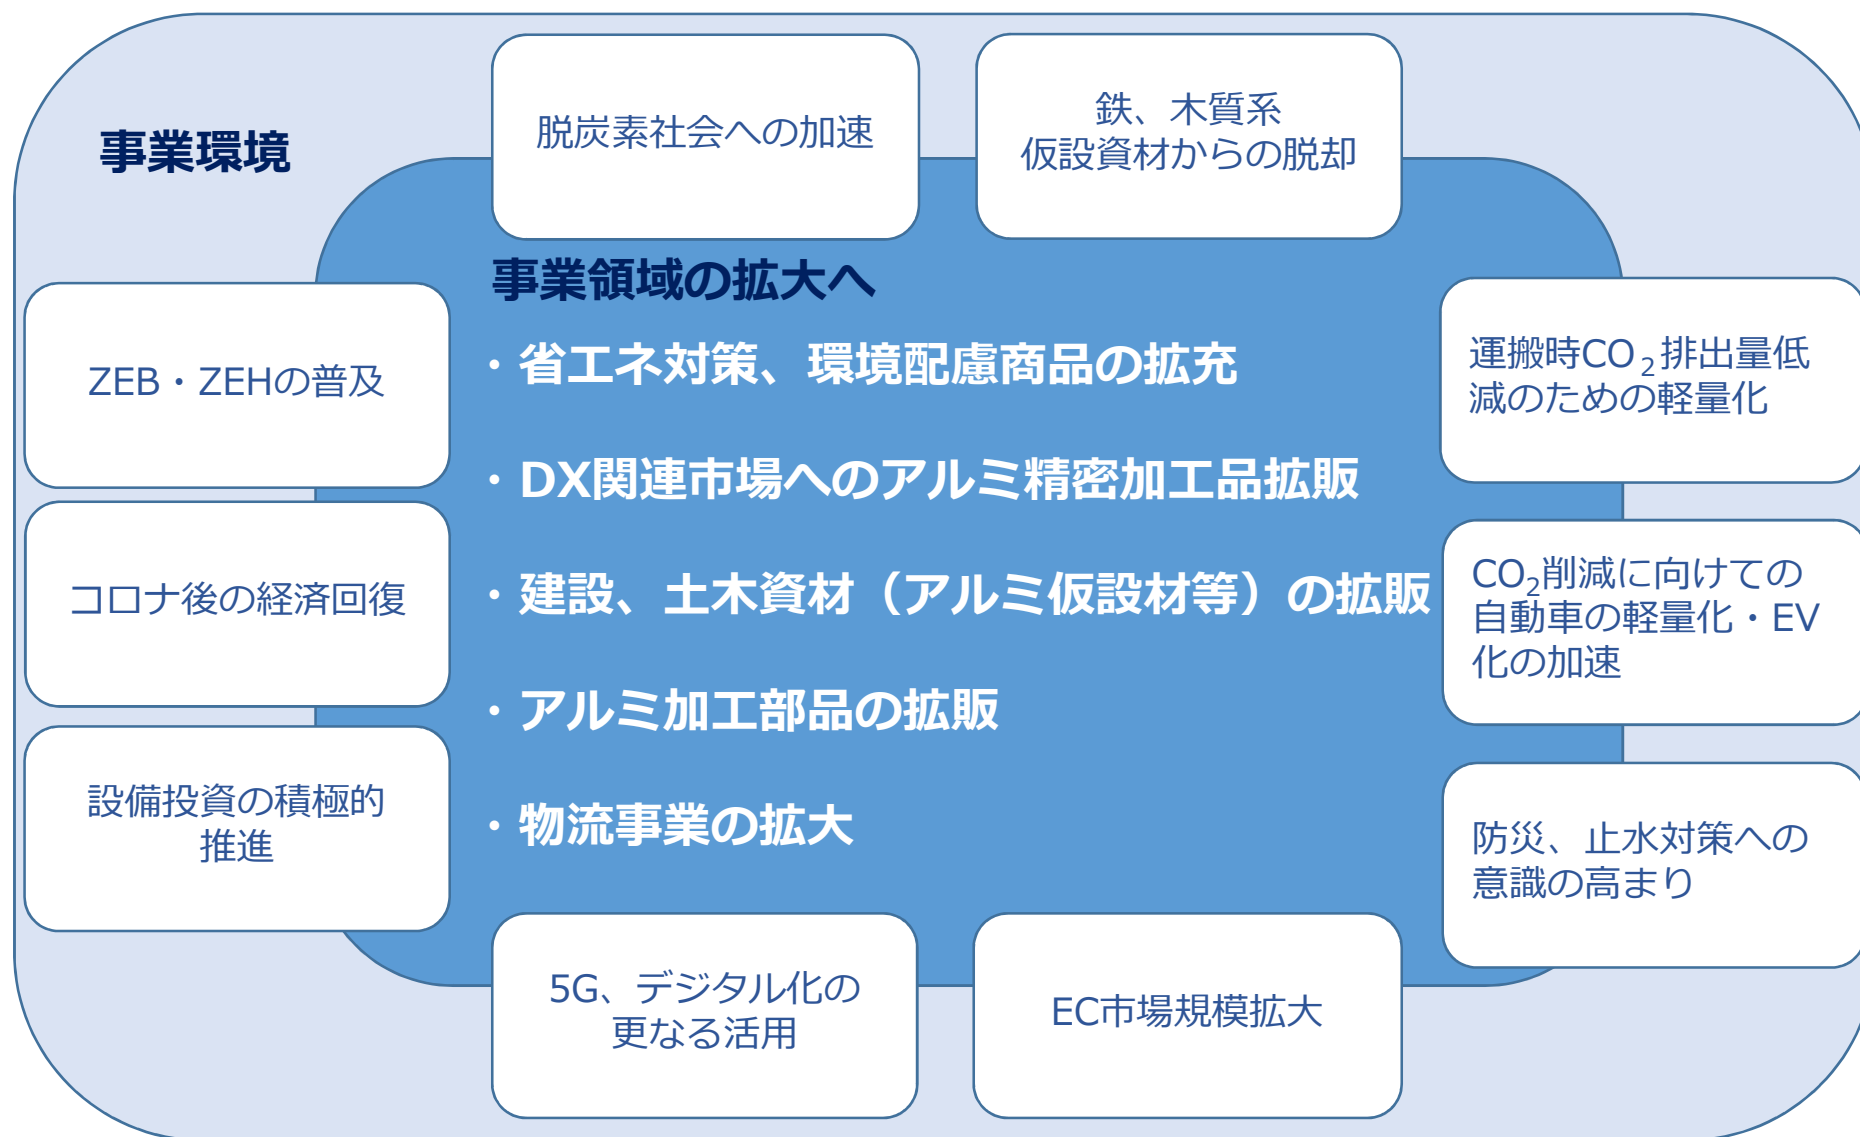 事業環境
脱炭素社会への加速
鉄、木質系
仮設資材からの脱却
事業領域の拡大へ
・省エネ対策、環境配慮商品の拡充
・DX関連市場へのアルミ精密加工品拡販
・建設、土木資材（アルミ仮設材等）の拡販
・アルミ加工部品の拡販
・物流事業の拡大
ZEB・ZEHの普及
コロナ後の経済回復
設備投資の積極的
推進
運搬時CO₂排出量低
減のための軽量化
CO₂削減に向けての
自動車の軽量化・EV
化の加速
防災、止水対策への
意識の高まり
5G、デジタル化の
更なる活用
EC市場規模拡大